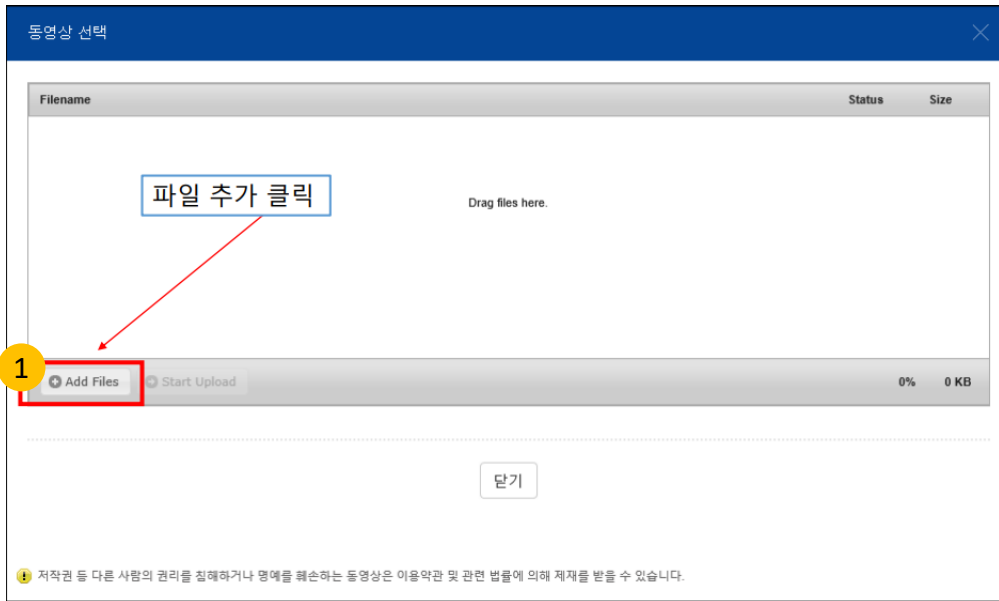 동영상 선택
Filename Status Size
파일 추가 클릭
Drag files here.
1
Add Files Start Upload 0% 0 KB
닫기
저작권 등 다른 사람의 권리를 침해하거나 명예를 훼손하는 동영상은 이용약관 및 관련 법률에 의해 제재를 받을 수 있습니다.